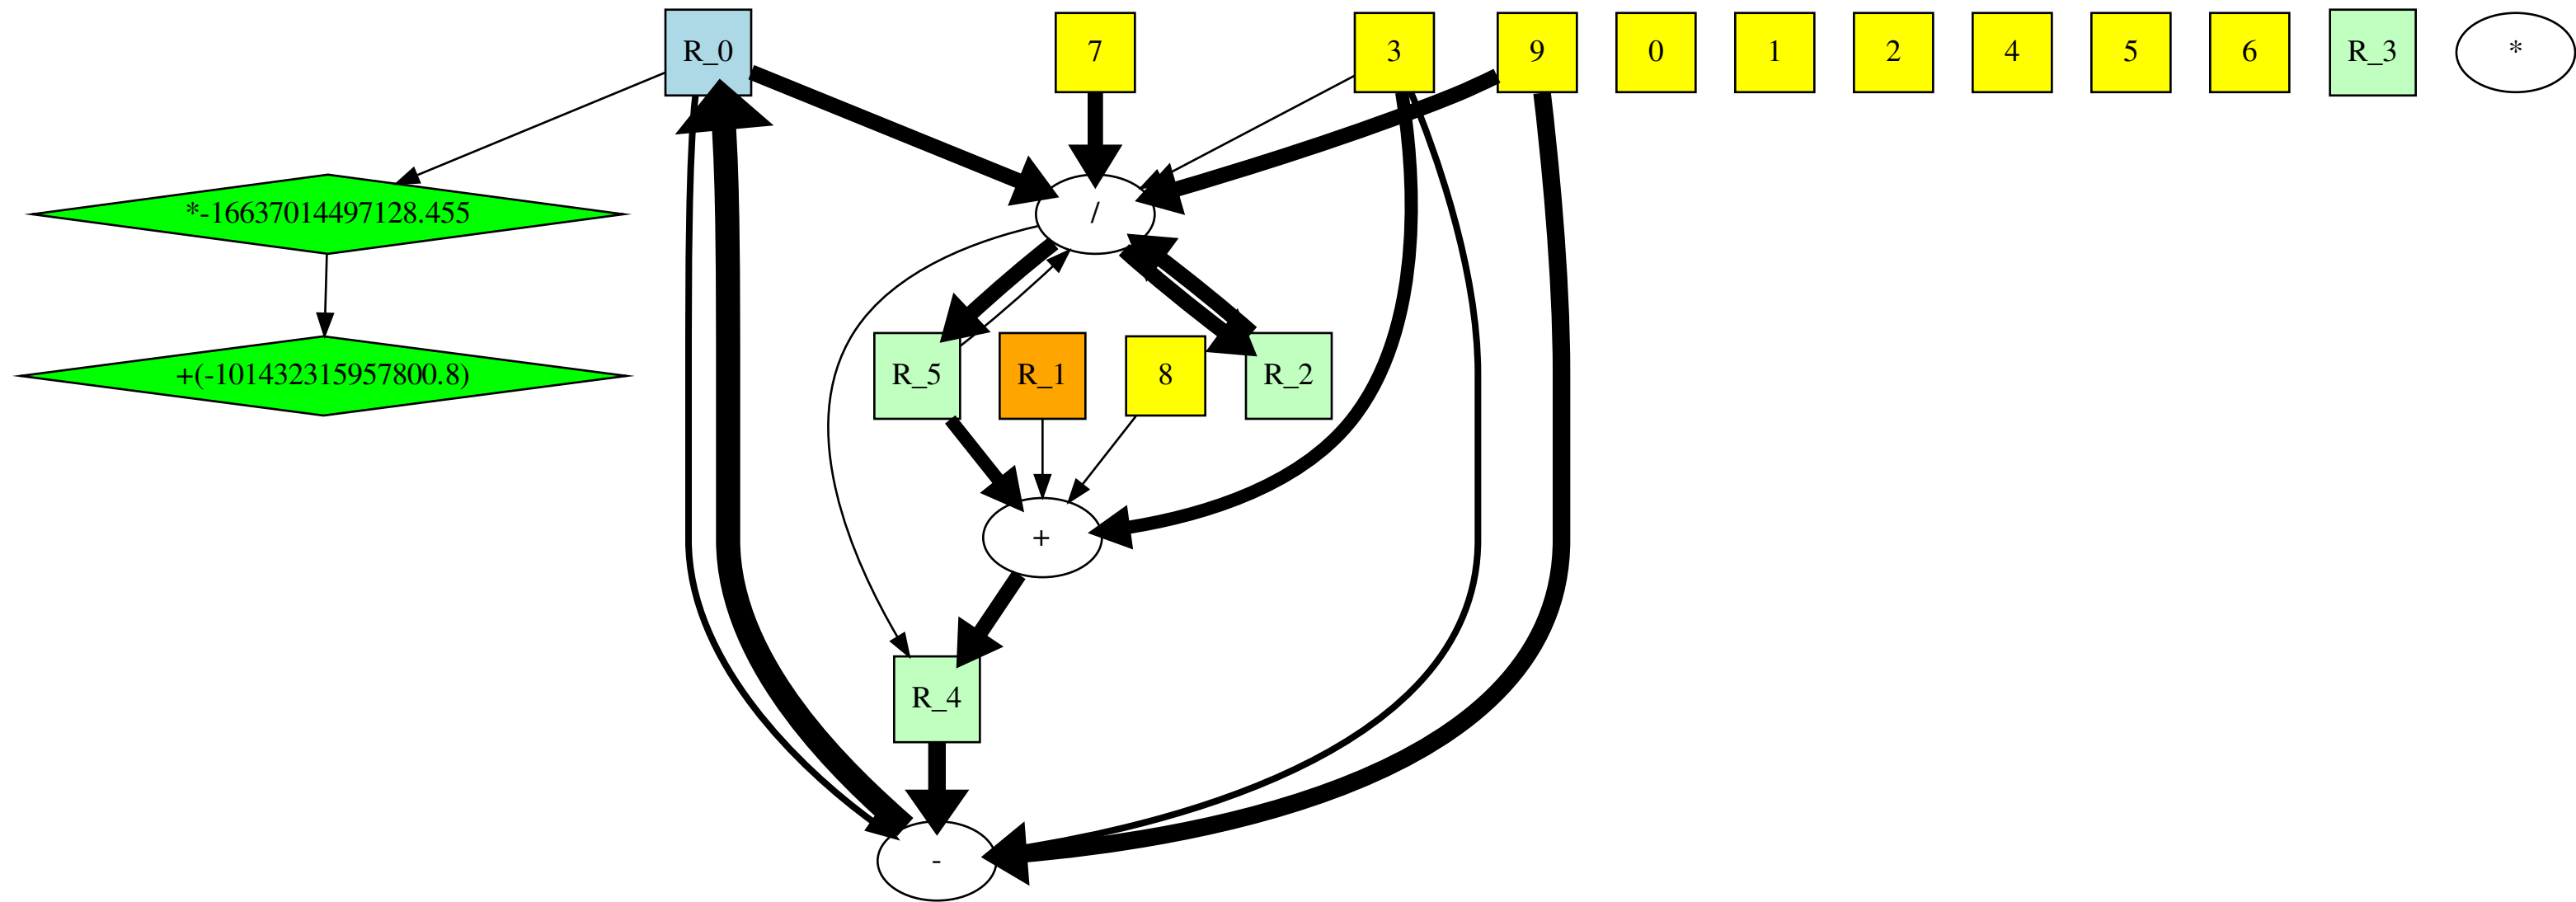 R_0
7
3
9
0
1
2
4
5
6
R_3
*
*-16637014497128.455
/
+(-101432315957800.8)
R_5
R_1
8
R_2
+
R_4
-